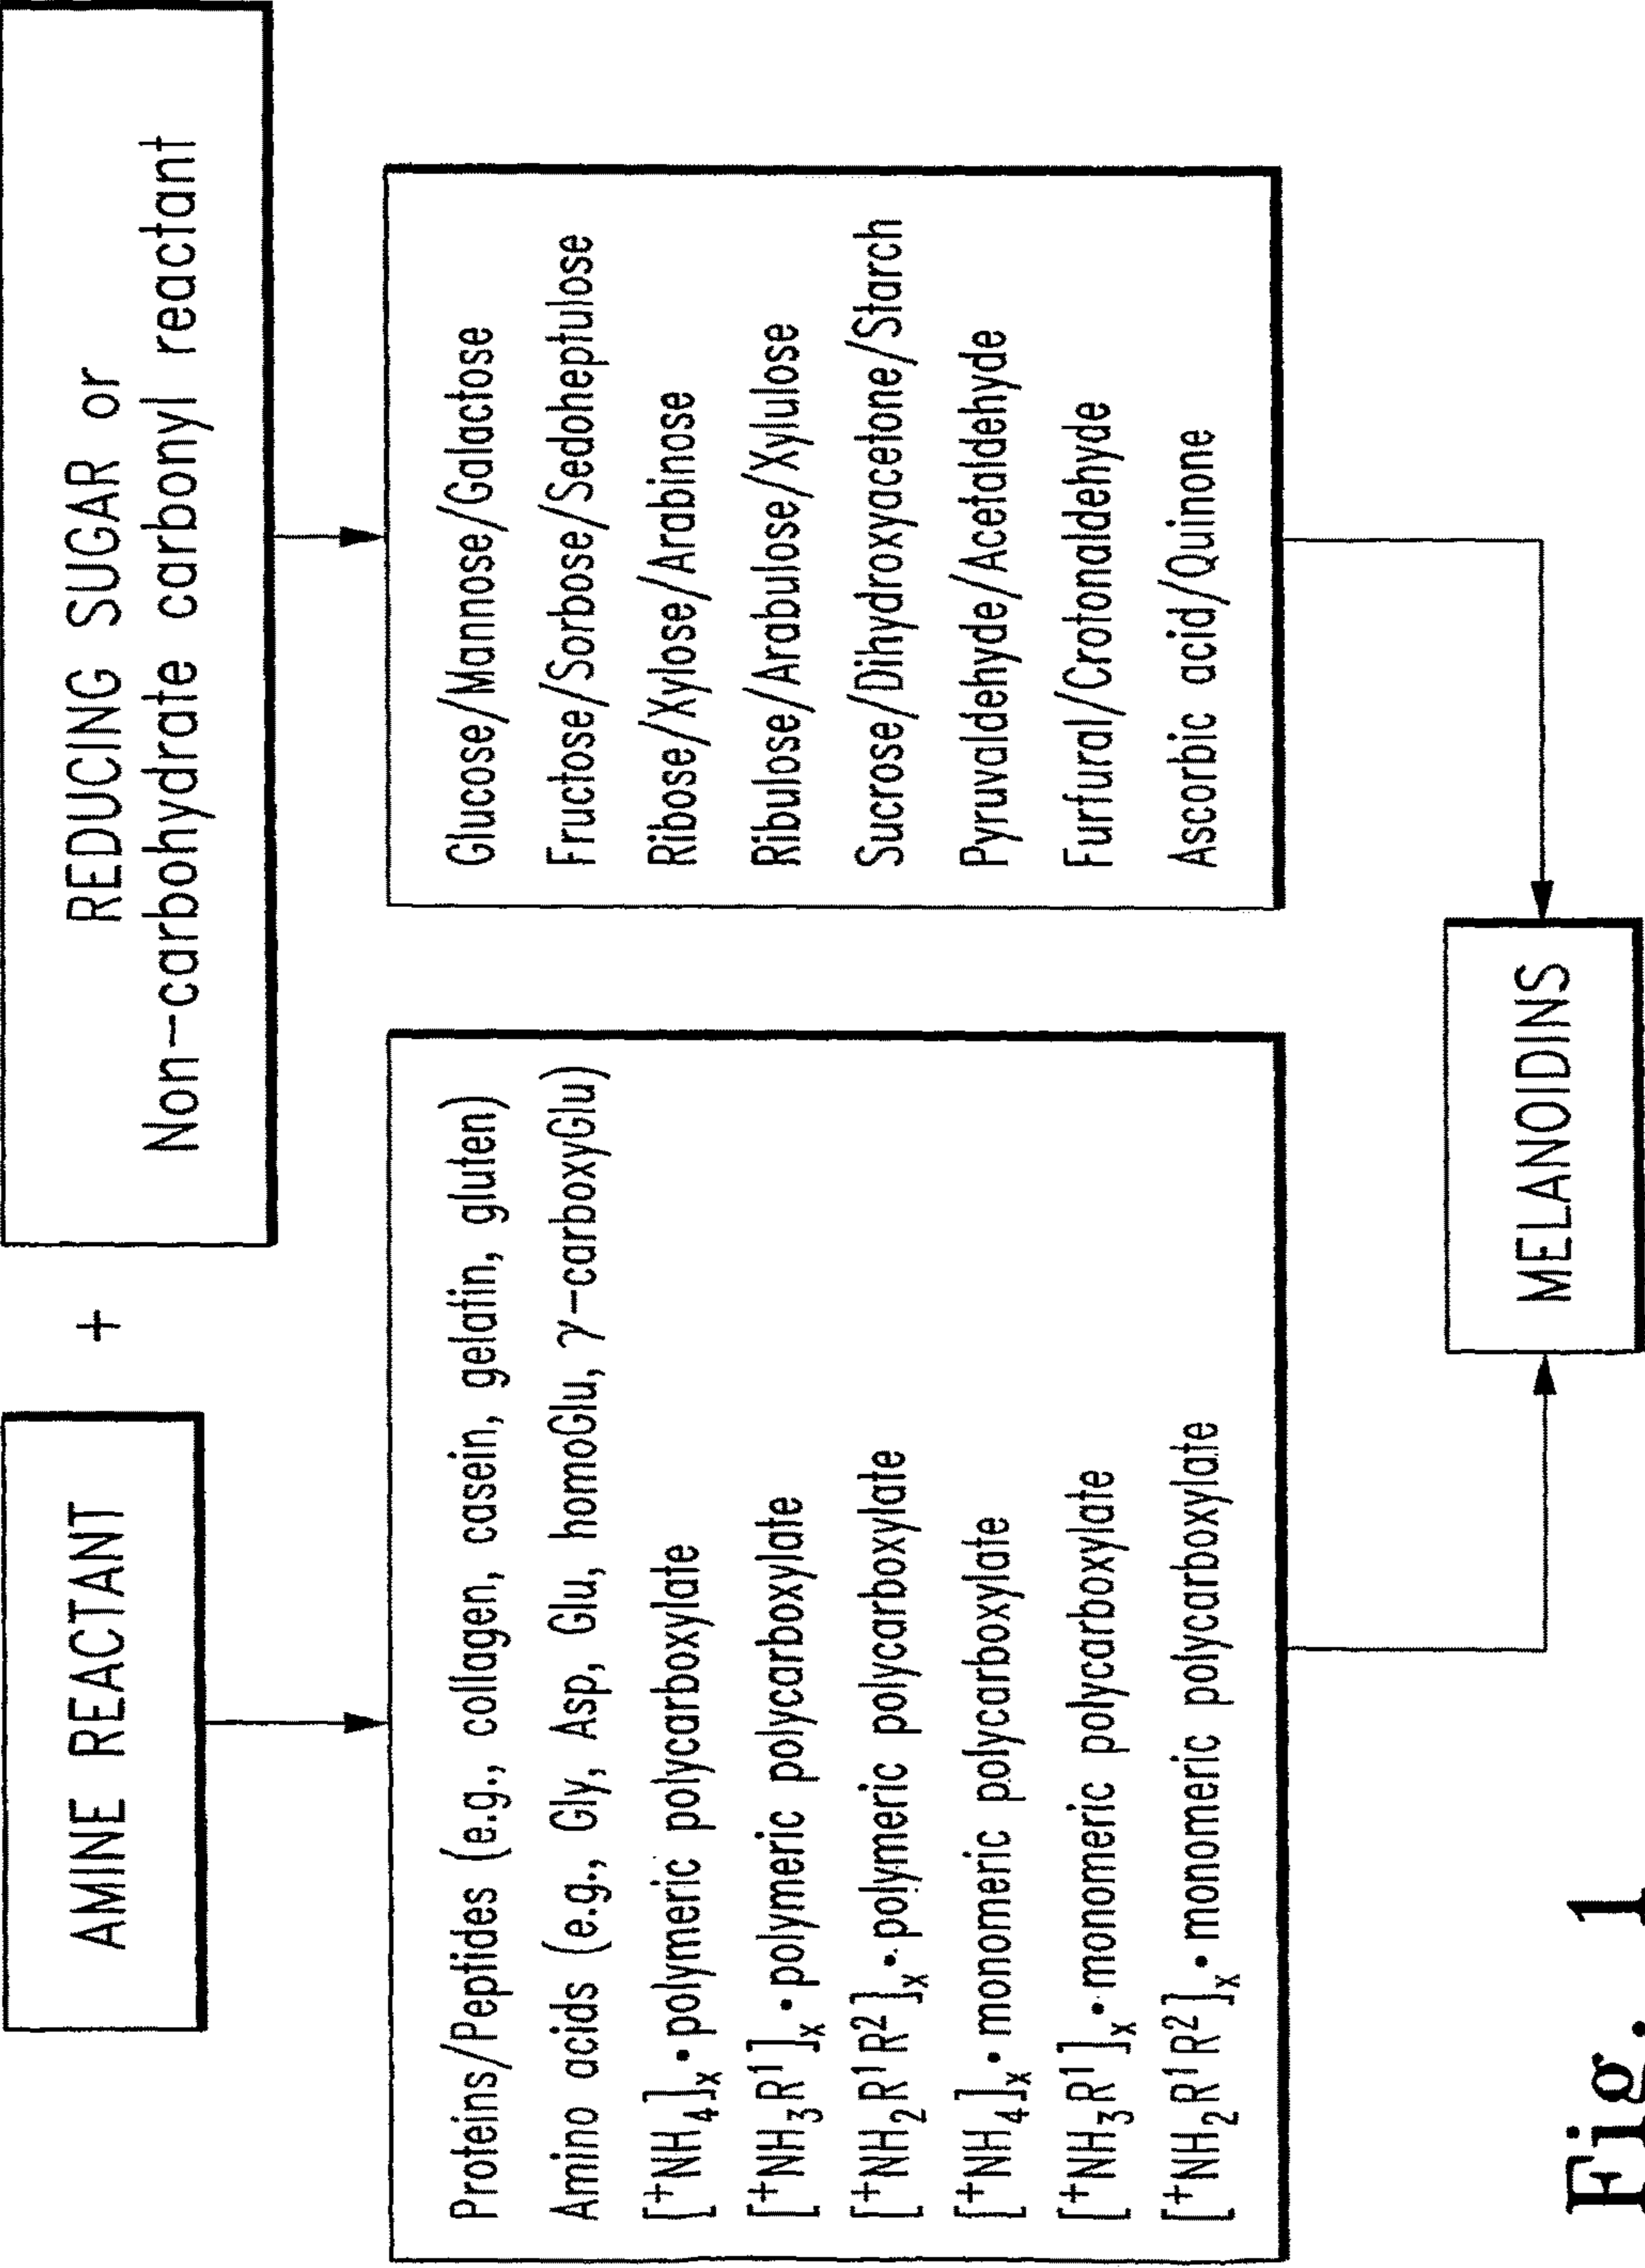 AMINE REACTANT
+
REDUCING SUGAR or
Non-carbohydrate carbonyl reactant
Proteins/Peptides (e.g., collagen, casein, gelatin, gluten)
Amino acids (e.g., Gly, Asp, Glu, homoGlu, γ-carboxyGlu)
[⁺NH₄]ₓ•polymeric polycarboxylate
[⁺NH₃R¹]ₓ•polymeric polycarboxylate
[⁺NH₂R¹R²]ₓ•polymeric polycarboxylate
[⁺NH₄]ₓ•monomeric polycarboxylate
[⁺NH₃R¹]ₓ•monomeric polycarboxylate
[⁺NH₂R¹R²]ₓ•monomeric polycarboxylate
Glucose/Mannose/Galactose
Fructose/Sorbose/Sedoheptulose
Ribose/Xylose/Arabinose
Ribulose/Arabulose/Xylulose
Sucrose/Dihydroxyacetone/Starch
Pyruvaldehyde/Acetaldehyde
Furfural/Crotonaldehyde
Ascorbic acid/Quinone
MELANOIDINS
Fig. 1